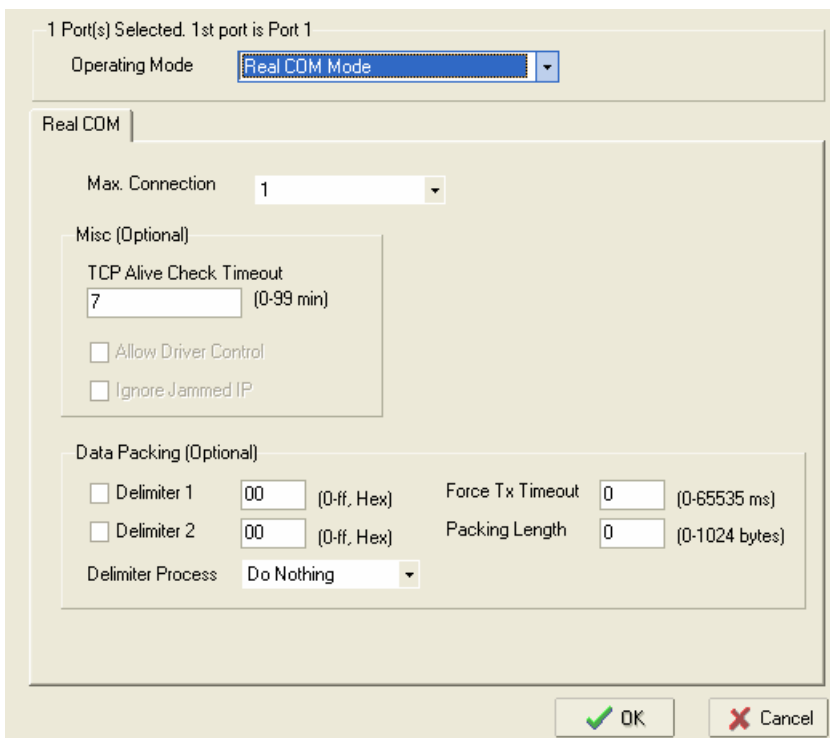 1 Port(s) Selected. 1st port is Port 1
Operating Mode Real COM Mode
Real COM
Max. Connection 1
Misc (Optional)
TCP Alive Check Timeout
7 (0-99 min)
Allow Driver Control
Ignore Jammed IP
Data Packing (Optional)
Delimiter 1 00 (0-ff, Hex) Force Tx Timeout 0 (0-65535 ms)
Delimiter 2 00 (0-ff, Hex) Packing Length 0 (0-1024 bytes)
Delimiter Process Do Nothing
OK Cancel